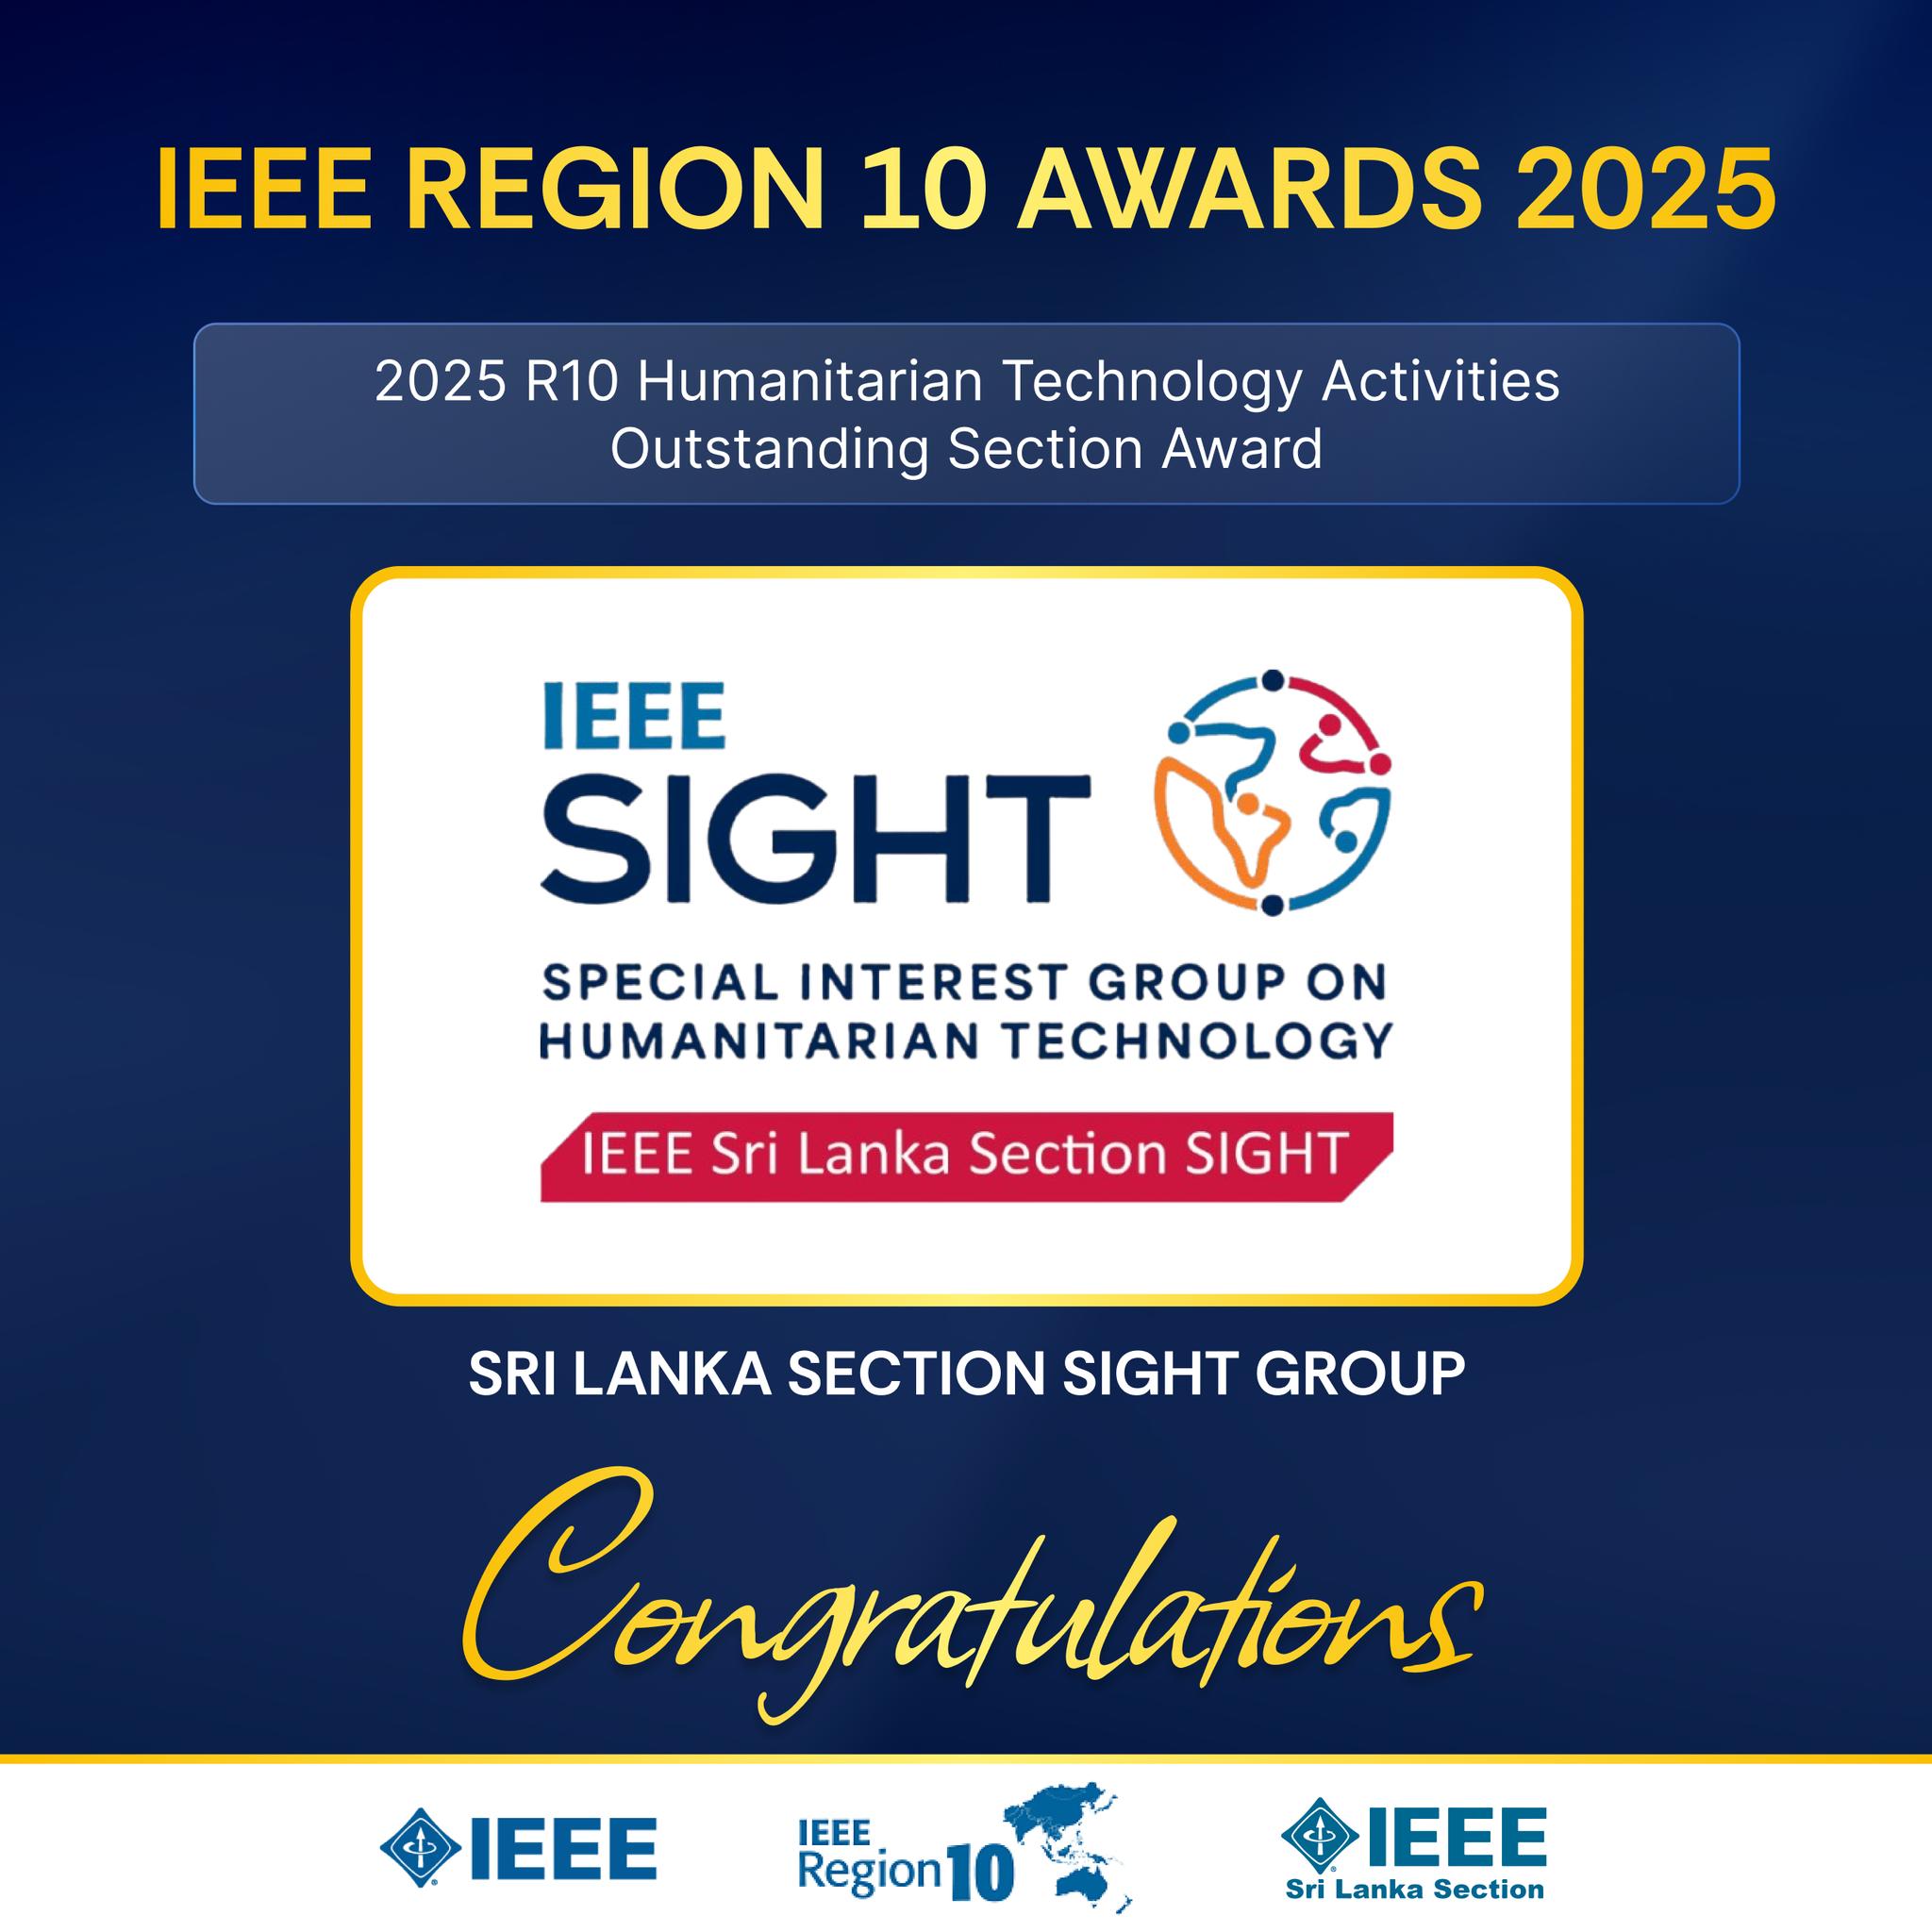 IEEE REGION 10 AWARDS 2025
2025 R10 Humanitarian Technology Activities
Outstanding Section Award
IEEE
SIGHT
SPECIAL INTEREST GROUP ON
HUMANITARIAN TECHNOLOGY
IEEE Sri Lanka Section SIGHT
SRI LANKA SECTION SIGHT GROUP
Congratulations
IEEE
IEEE
Region 10
IEEE
Sri Lanka Section